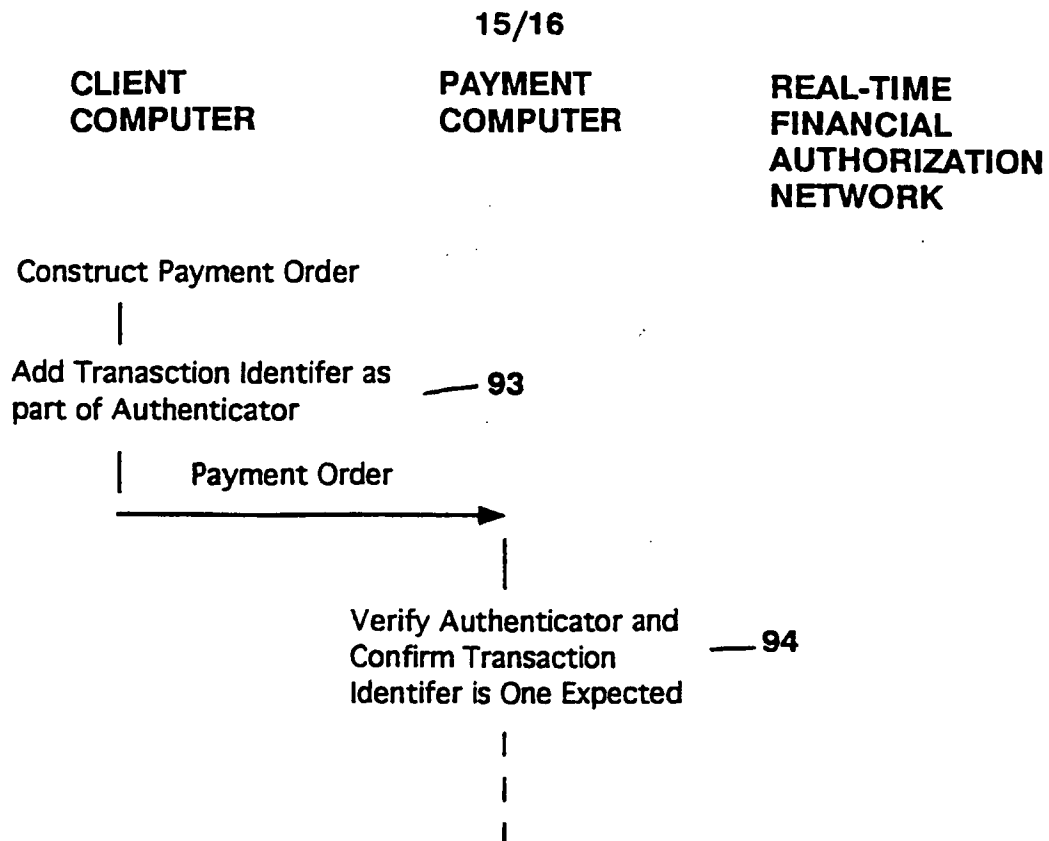 15/16
CLIENT
COMPUTER
PAYMENT
COMPUTER
REAL-TIME
FINANCIAL
AUTHORIZATION
NETWORK
Construct Payment Order
Add Tranasction Identifer as
part of Authenticator
93
Payment Order
Verify Authenticator and
Confirm Transaction
Identifer is One Expected
94